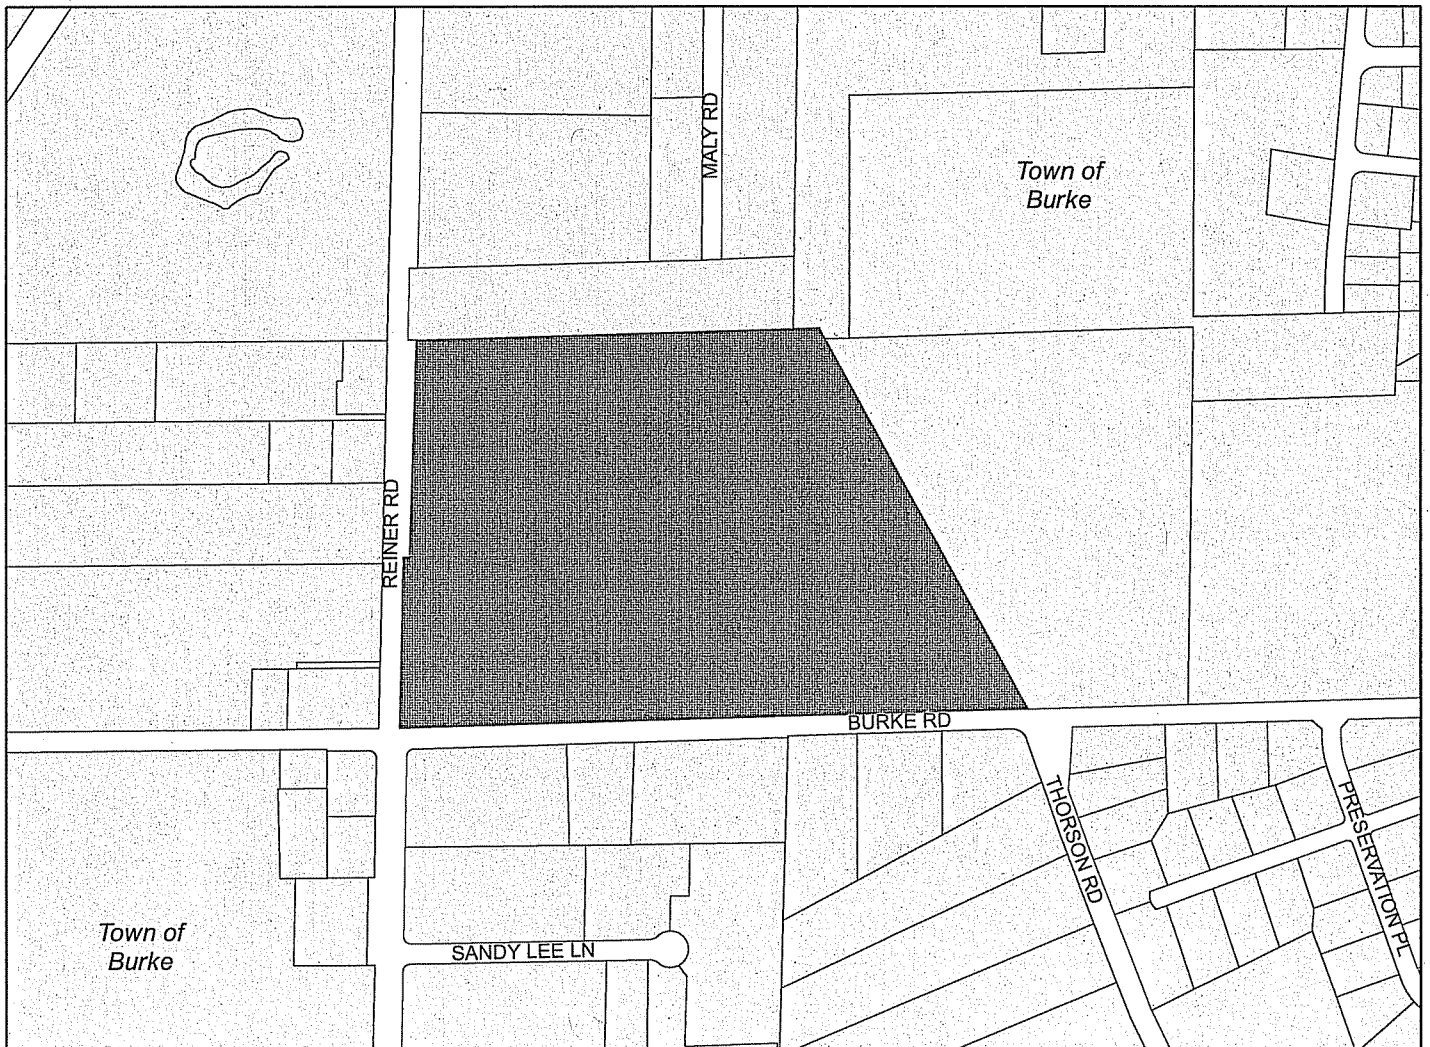 MALY RD
Town of
Burke
REINER RD
BURKE RD
THORSON RD
PRESERVATION PL
Town of
Burke
SANDY LEE LN